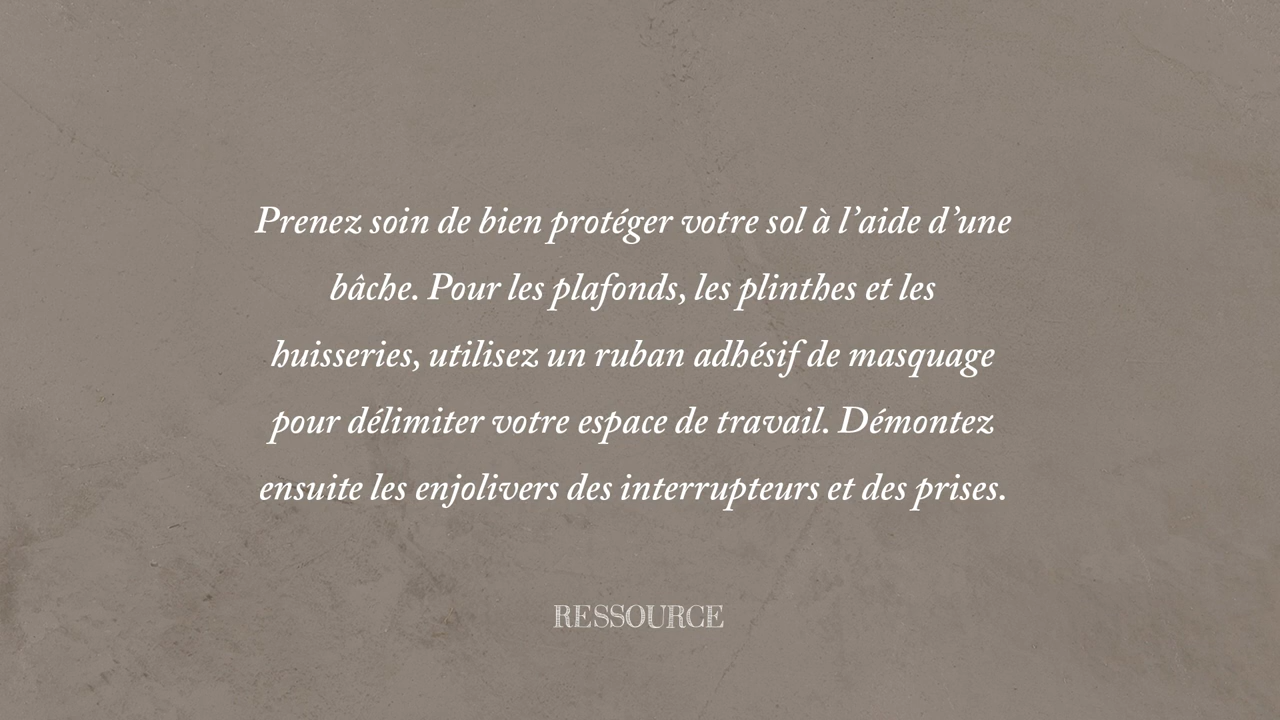 Prenez soin de bien protéger votre sol à l’aide d’une
bâche. Pour les plafonds, les plinthes et les
huisseries, utilisez un ruban adhésif de masquage
pour délimiter votre espace de travail. Démontez
ensuite les enjolivers des interrupteurs et des prises.
RESSOURCE